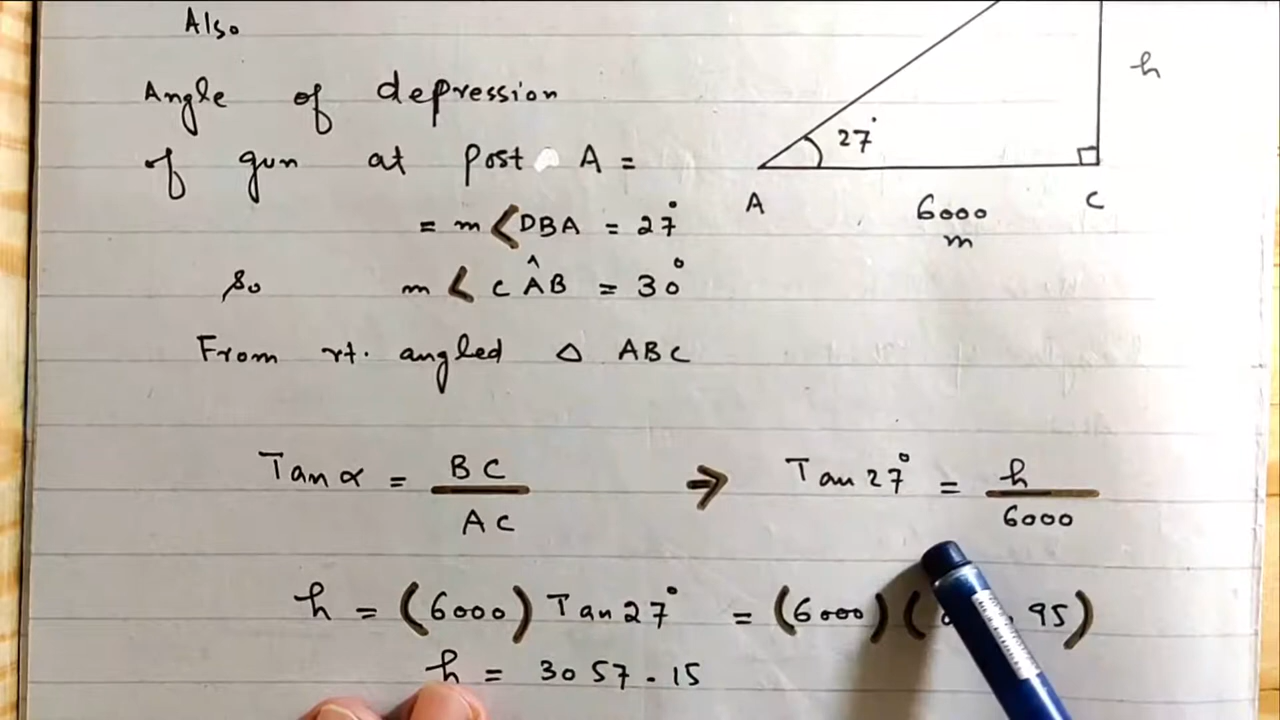 Also
Angle of depression
of gun at Post A =
= m<DBA = 27°
So m<CÂB = 30°
From rt. angled △ ABC
Tan α = BC / AC → Tan 27° = h / 6000
h = (6000) Tan 27° = (6000)( 95)
h = 3057.15
h
27°
A
C
6000
m